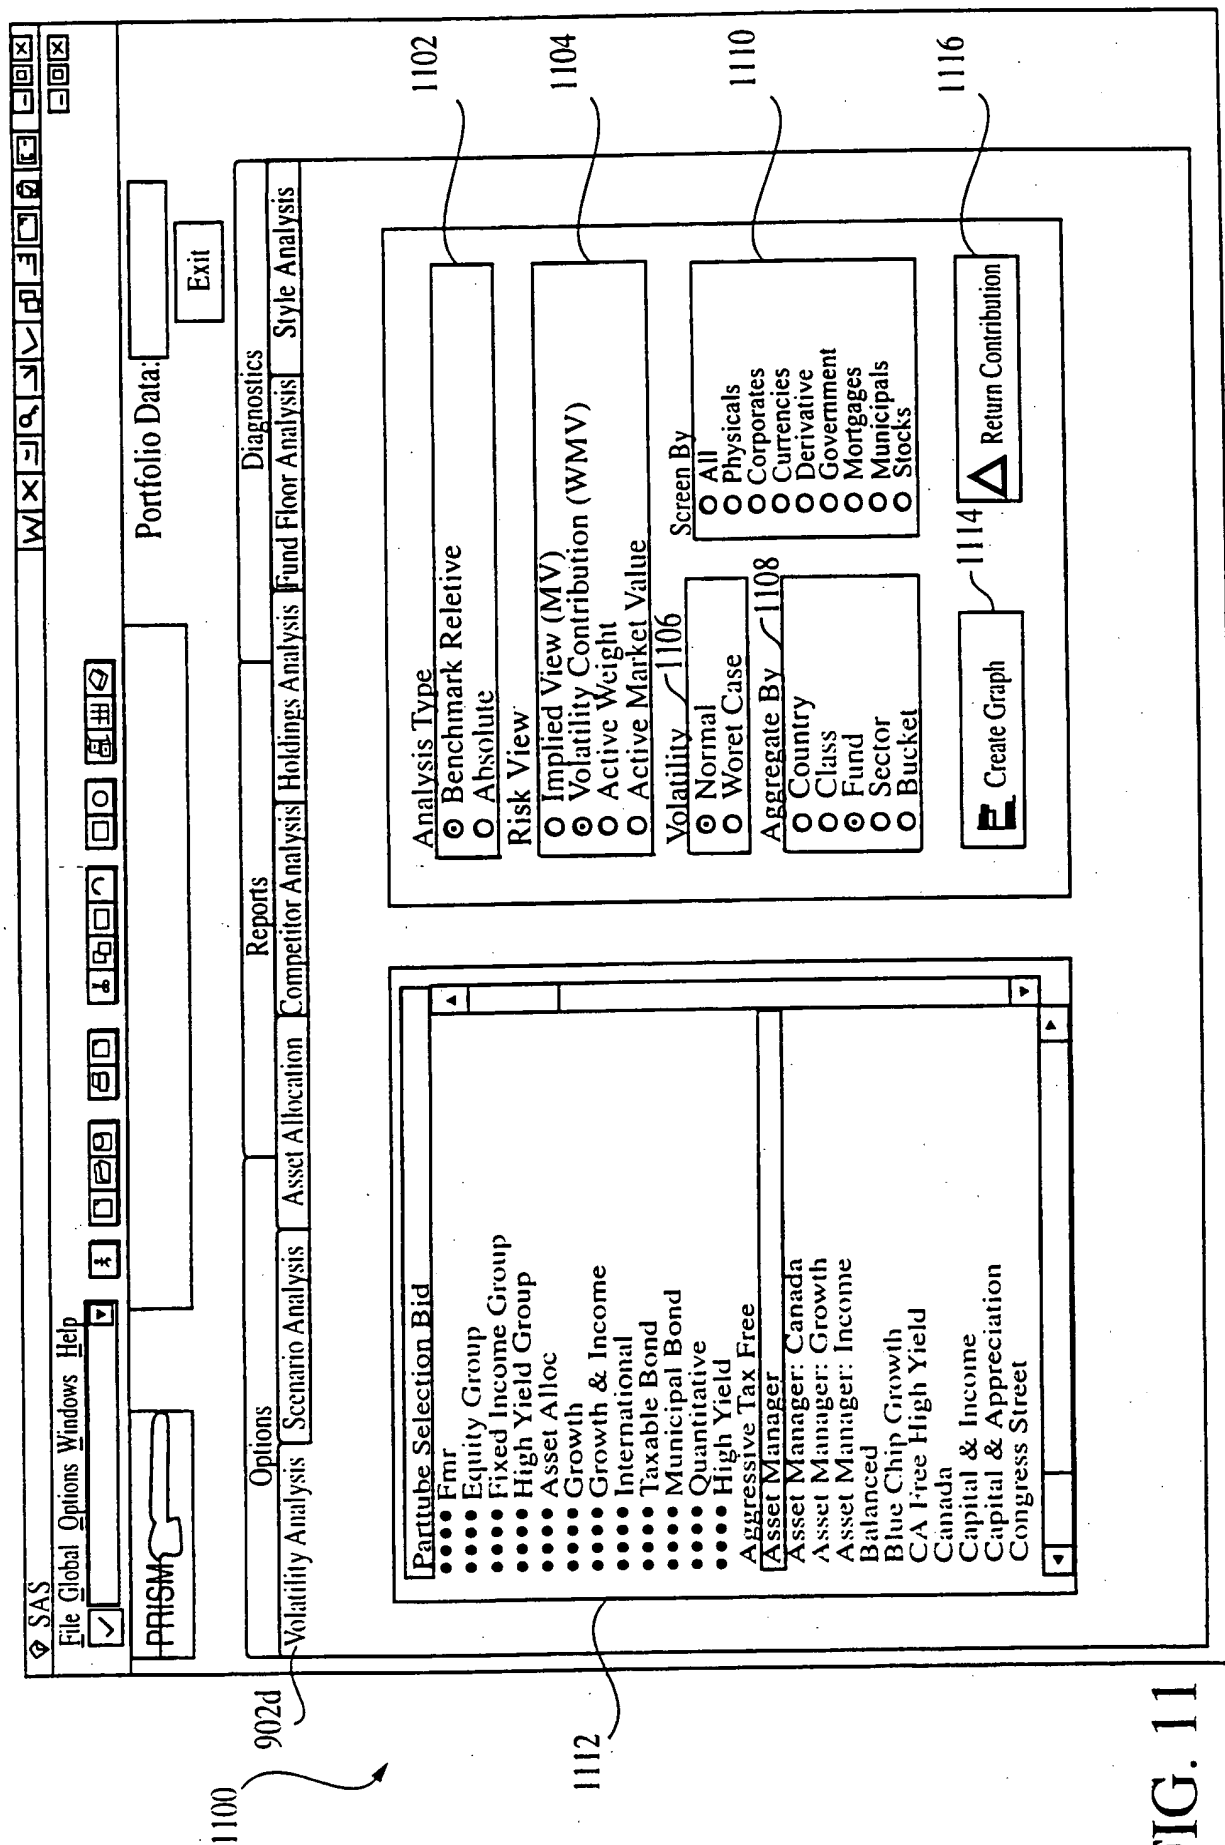 SAS
File Global Options Windows Help
PRISM
Portfolio Data:
Exit
Options
Reports
Diagnostics
Volatility Analysis
Scenario Analysis
Asset Allocation
Competitor Analysis
Holdings Analysis
Fund Floor Analysis
Style Analysis
902d
1100
Parttube Selection Bid
Fmr
Equity Group
Fixed Income Group
High Yield Group
Asset Alloc
Growth
Growth & Income
International
Taxable Bond
Municipal Bond
Quantitative
High Yield
Aggressive Tax Free
Asset Manager
Asset Manager: Canada
Asset Manager: Growth
Asset Manager: Income
Balanced
Blue Chip Growth
CA Free High Yield
Canada
Capital & Income
Capital & Appreciation
Congress Street
1112
Analysis Type
Benchmark Reletive
Absolute
1102
Risk View
Implied View (MV)
Volatility Contribution (WMV)
Active Weight
Active Market Value
1104
Volatility
1106
Normal
Woret Case
Aggregate By
1108
Country
Class
Fund
Sector
Bucket
Screen By
All
Physicals
Corporates
Currencies
Derivative
Government
Mortgages
Municipals
Stocks
1110
Create Graph
1114
Return Contribution
1116
FIG. 11